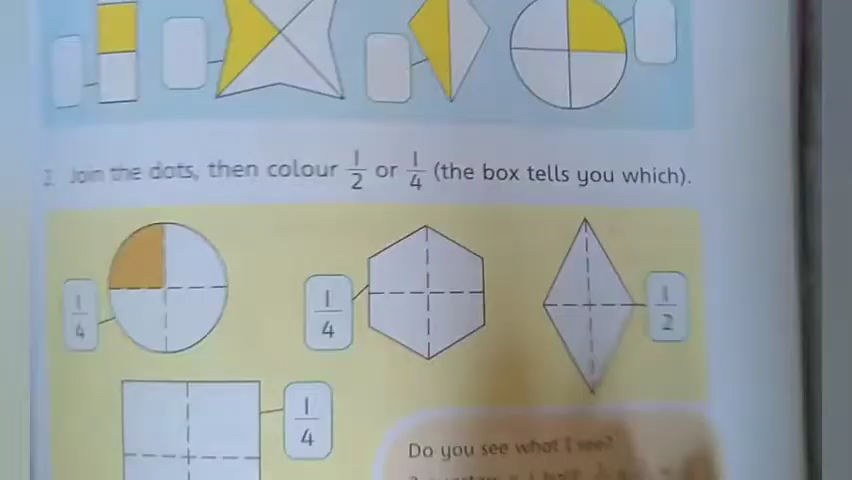 2 Join the dots, then colour 1/2 or 1/4 (the box tells you which).
1/4
1/4
1/2
1/4
Do you see what I see?